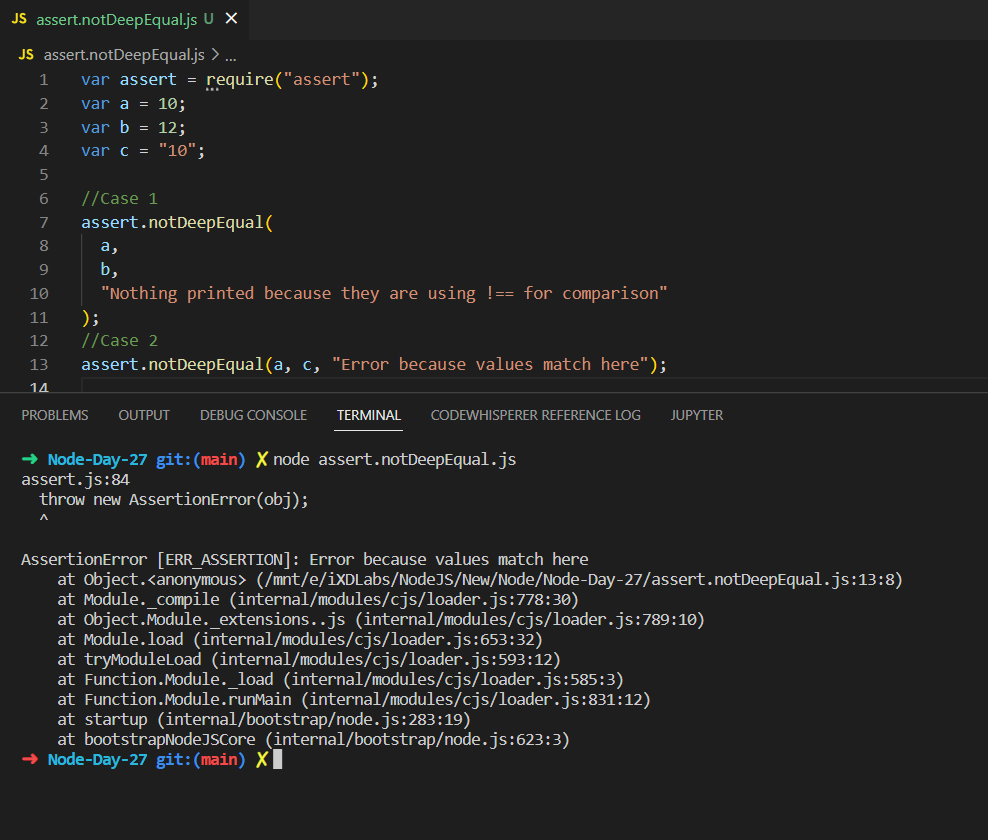 JS assert.notDeepEqual.js U ✕
JS assert.notDeepEqual.js > ...
1 var assert = require("assert");
2 var a = 10;
3 var b = 12;
4 var c = "10";
5
6 //Case 1
7 assert.notDeepEqual(
8   a,
9   b,
10   "Nothing printed because they are using !== for comparison"
11 );
12 //Case 2
13 assert.notDeepEqual(a, c, "Error because values match here");
14
PROBLEMS OUTPUT DEBUG CONSOLE TERMINAL CODEWHISPERER REFERENCE LOG JUPYTER
➜ Node-Day-27 git:(main) ✗ node assert.notDeepEqual.js
assert.js:84
  throw new AssertionError(obj);
  ^
AssertionError [ERR_ASSERTION]: Error because values match here
    at Object.<anonymous> (/mnt/e/iXDLabs/NodeJS/New/Node/Node-Day-27/assert.notDeepEqual.js:13:8)
    at Module._compile (internal/modules/cjs/loader.js:778:30)
    at Object.Module._extensions..js (internal/modules/cjs/loader.js:789:10)
    at Module.load (internal/modules/cjs/loader.js:653:32)
    at tryModuleLoad (internal/modules/cjs/loader.js:593:12)
    at Function.Module._load (internal/modules/cjs/loader.js:585:3)
    at Function.Module.runMain (internal/modules/cjs/loader.js:831:12)
    at startup (internal/bootstrap/node.js:283:19)
    at bootstrapNodeJSCore (internal/bootstrap/node.js:623:3)
➜ Node-Day-27 git:(main) ✗